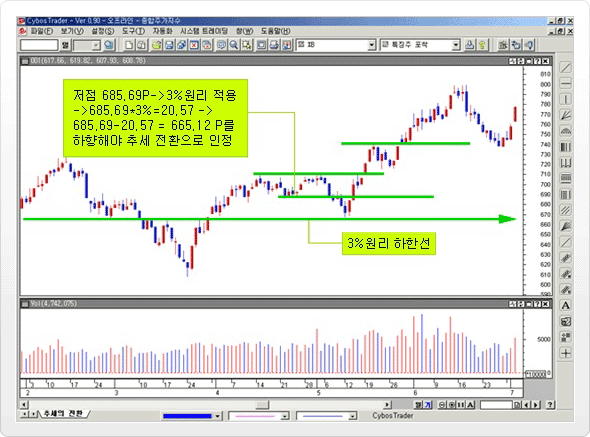 CybosTrader - Ver 0.90 - 오프라인 - 종합주가지수
파일(F) 보기(V) 설정(S) 도구(T) 자동화 시스템 트레이딩 창(W) 도움말(H)
일 특징주 포착
001(617.66, 619.82, 607.93, 608.78)
저점 685,69P->3%원리 적용
->685,69*3%=20,57 ->
685,69-20,57 = 665,12 P를
하향해야 추세 전환으로 인정
810
800
790
780
770
760
750
740
730
720
710
700
690
680
670
660
650
640
630
620
610
600
590
3%원리 하한선
Vol(4,742,075)
5000
*10000
3 10 17 24 3 10 17 24 31 7 14 21 28 5 12 19 26 2 9 16 23 1
2 3 4 5 6 7
추세의 전환 CybosTrader